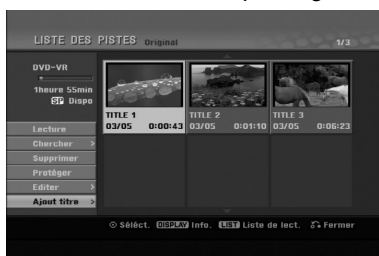 LISTE DES PISTES Original
1/3
DVD-VR
1heure 55min
SP Dispo
Lecture
Chercher >
Supprimer
Protéger
Editer >
Ajout titre >
TITLE 1
03/05 0:00:43
TITLE 2
03/05 0:01:10
TITLE 3
03/05 0:06:23
Séléct. DISPLAY Info. LIST Liste de lect. Fermer